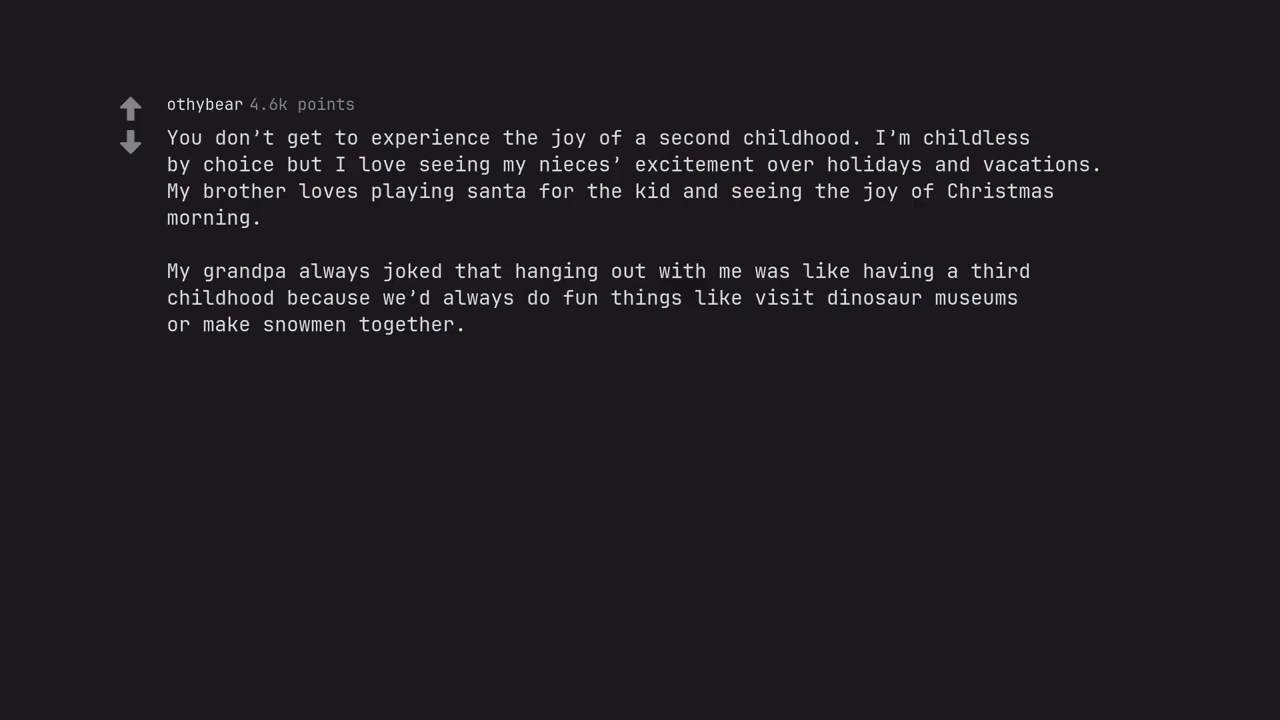 othybear 4.6k points
You don’t get to experience the joy of a second childhood. I’m childless
by choice but I love seeing my nieces’ excitement over holidays and vacations.
My brother loves playing santa for the kid and seeing the joy of Christmas
morning.
My grandpa always joked that hanging out with me was like having a third
childhood because we’d always do fun things like visit dinosaur museums
or make snowmen together.